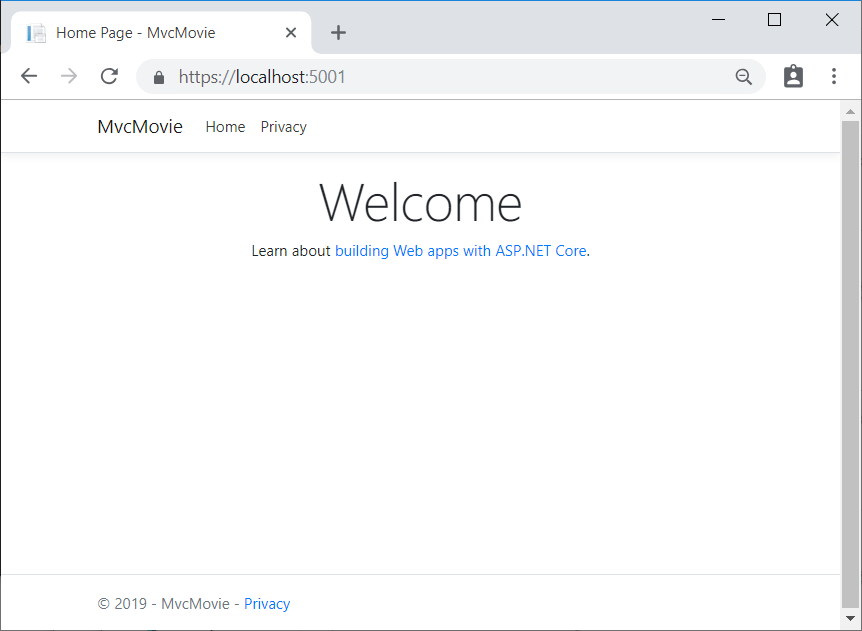 Home Page - MvcMovie
https://localhost:5001
MvcMovie Home Privacy
Welcome
Learn about building Web apps with ASP.NET Core.
© 2019 - MvcMovie - Privacy